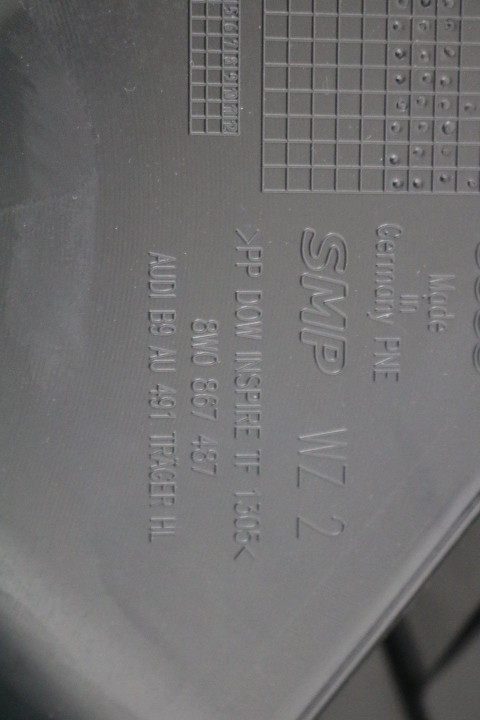 Made
in
Germany PNE
SMP WZ 2
>PP DOW INSPIRE TF 1305<
8W0 867 487
AUDI B9 AU 491 TRÄGER HL